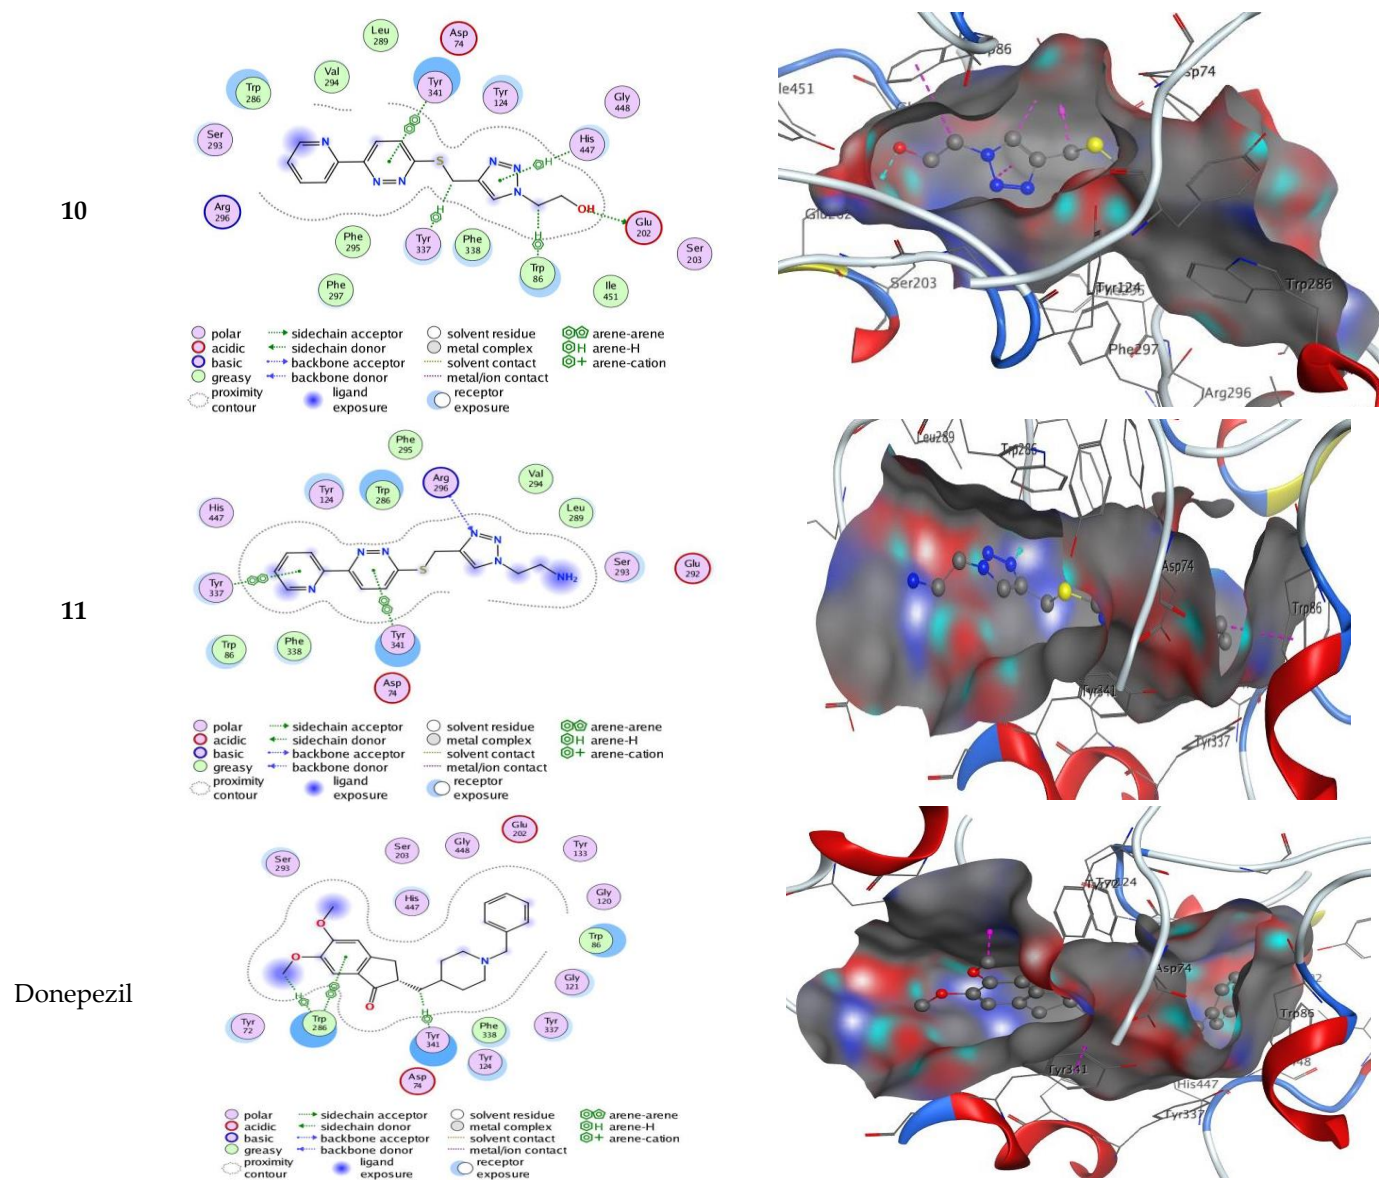 10
Leu 289
Asp 74
Val 294
Trp 286
Tyr 341
Tyr 124
Gly 448
Ser 293
His 447
N
S
N
N
N N
N
OH
Arg 296
Phe 295
Tyr 337
Phe 338
Glu 202
Ser 203
Phe 297
Trp 86
Ile 451
H
H
H
polar sidechain acceptor solvent residue arene-arene
acidic sidechain donor metal complex H arene-H
basic backbone acceptor solvent contact + arene-cation
greasy backbone donor metal/ion contact
proximity contour ligand exposure receptor exposure
p86
sp74
le451
Ser203
Tyr124
Trp286
Phe297
Arg296
11
Phe 295
Arg 296
Val 294
Tyr 124
Trp 286
Leu 289
His 447
N N
N
N
N
Ser 293
Glu 292
Tyr 337
N
S
NH₂
Trp 86
Phe 338
Tyr 341
Asp 74
polar sidechain acceptor solvent residue arene-arene
acidic sidechain donor metal complex H arene-H
basic backbone acceptor solvent contact + arene-cation
greasy backbone donor metal/ion contact
proximity contour ligand exposure receptor exposure
Leu289
Trp286
Asp74
Trp86
Tyr341
Tyr337
Donepezil
Glu 202
Ser 203
Gly 448
Tyr 133
Ser 293
His 447
Gly 120
O
O
Trp 86
N
O
Gly 121
H
H
Tyr 72
Trp 286
Tyr 341
Phe 338
Tyr 337
Tyr 124
Asp 74
polar sidechain acceptor solvent residue arene-arene
acidic sidechain donor metal complex H arene-H
basic backbone acceptor solvent contact + arene-cation
greasy backbone donor metal/ion contact
proximity contour ligand exposure receptor exposure
Asp74
Trp86
Tyr341
His447
Tyr337